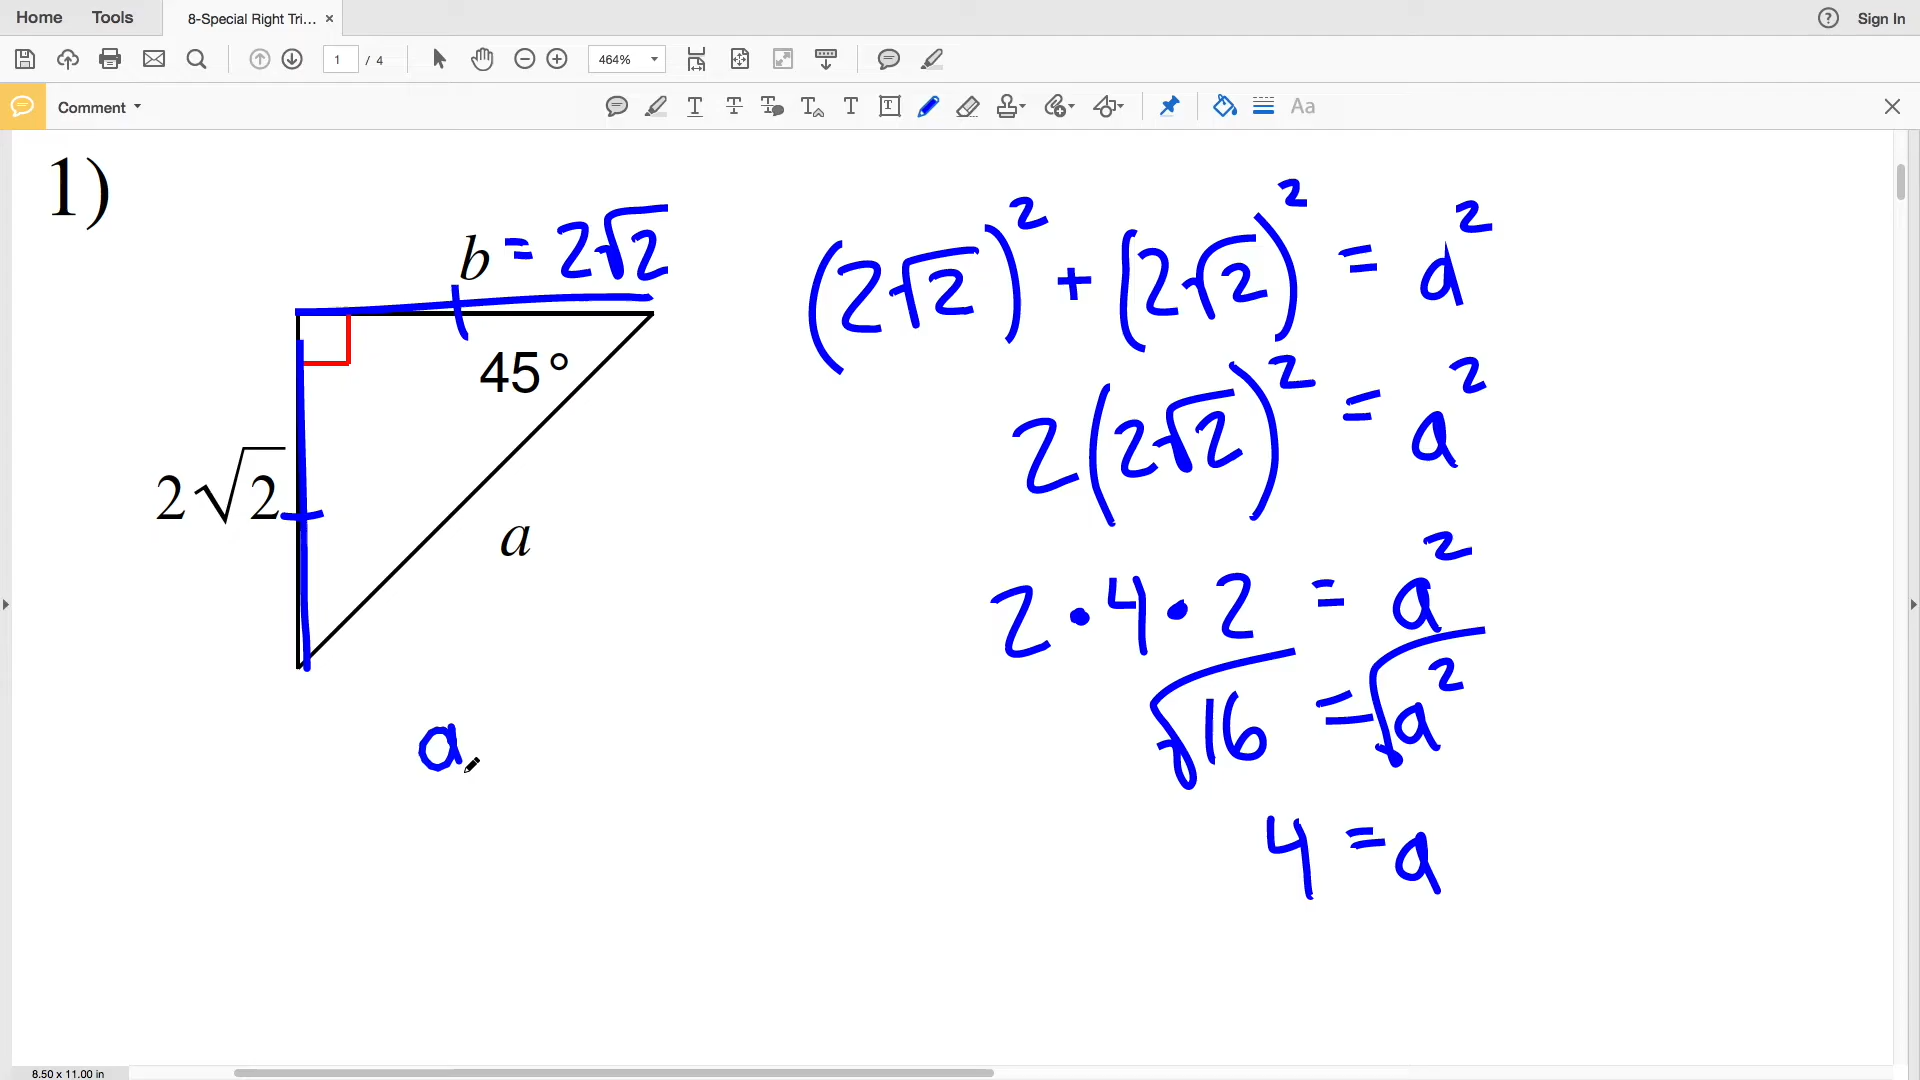 Home Tools 8-Special Right Tri... × ? Sign In
1 / 4 464%
Comment T T T T T T Aa
1)
b = 2√2
45°
2√2
a
a
(2√2)² + (2√2)² = a²
2(2√2)² = a²
2 • 4 • 2 = a²
√16 = √a²
4 = a
8.50 x 11.00 in